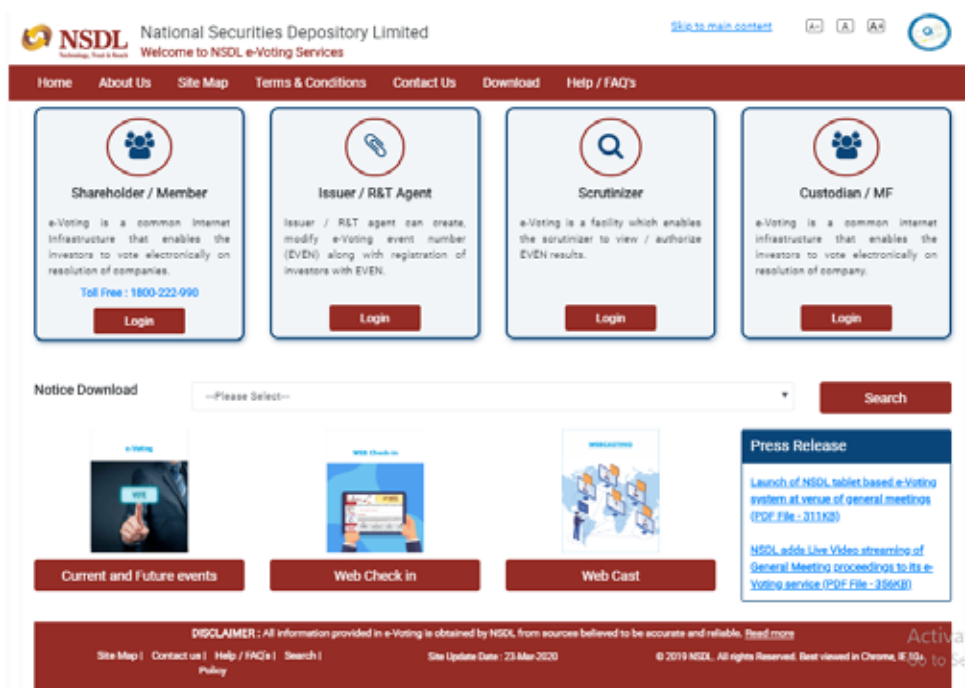 NSDL
Technology, Trust & Reach
National Securities Depository Limited
Welcome to NSDL e-Voting Services
Skip to main content
A- A A+
Home About Us Site Map Terms & Conditions Contact Us Download Help / FAQ's
Shareholder / Member
e-Voting is a common Internet
Infrastructure that enables the
investors to vote electronically on
resolution of companies.
Toll Free : 1800-222-990
Login
Issuer / R&T Agent
Issuer / R&T agent can create,
modify e-Voting event number
(EVEN) along with registration of
investors with EVEN.
Login
Scrutinizer
e-Voting is a facility which enables
the scrutinizer to view / authorize
EVEN results.
Login
Custodian / MF
e-Voting is a common internet
infrastructure that enables the
investors to vote electronically on
resolution of company.
Login
Notice Download
---Please Select---
Search
e-Voting
VOTE
Current and Future events
WEB Check-in
Web Check in
WEBCASTING
Web Cast
Press Release
Launch of NSDL tablet based e-Voting
system at venue of general meetings
(PDF File - 311KB)
NSDL adds Live Video streaming of
General Meeting proceedings to its e-
Voting service (PDF File - 356KB)
DISCLAIMER : All information provided in e-Voting is obtained by NSDL from sources believed to be accurate and reliable. Read more
Site Map | Contact us | Help / FAQ's | Search |
Policy
Site Update Date : 23-Mar-2020
© 2019 NSDL. All rights Reserved. Best viewed in Chrome, IE 10+
Activa
Go to Se